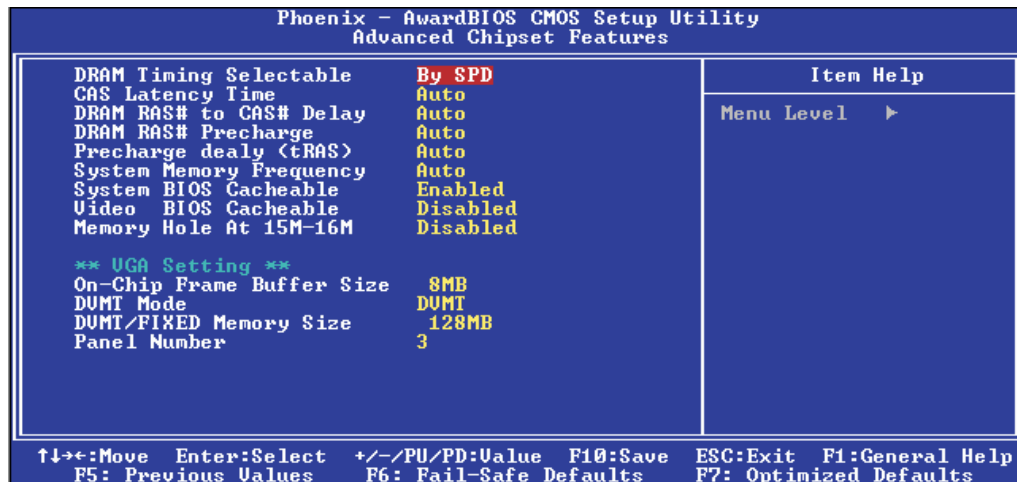 Phoenix - AwardBIOS CMOS Setup Utility
Advanced Chipset Features
DRAM Timing Selectable By SPD
CAS Latency Time Auto
DRAM RAS# to CAS# Delay Auto
DRAM RAS# Precharge Auto
Precharge dealy (tRAS) Auto
System Memory Frequency Auto
System BIOS Cacheable Enabled
Video BIOS Cacheable Disabled
Memory Hole At 15M-16M Disabled
** VGA Setting **
On-Chip Frame Buffer Size 8MB
DVMT Mode DVMT
DVMT/FIXED Memory Size 128MB
Panel Number 3
Item Help
Menu Level ▶
↑↓→←:Move Enter:Select +/-/PU/PD:Value F10:Save ESC:Exit F1:General Help
F5: Previous Values F6: Fail-Safe Defaults F7: Optimized Defaults